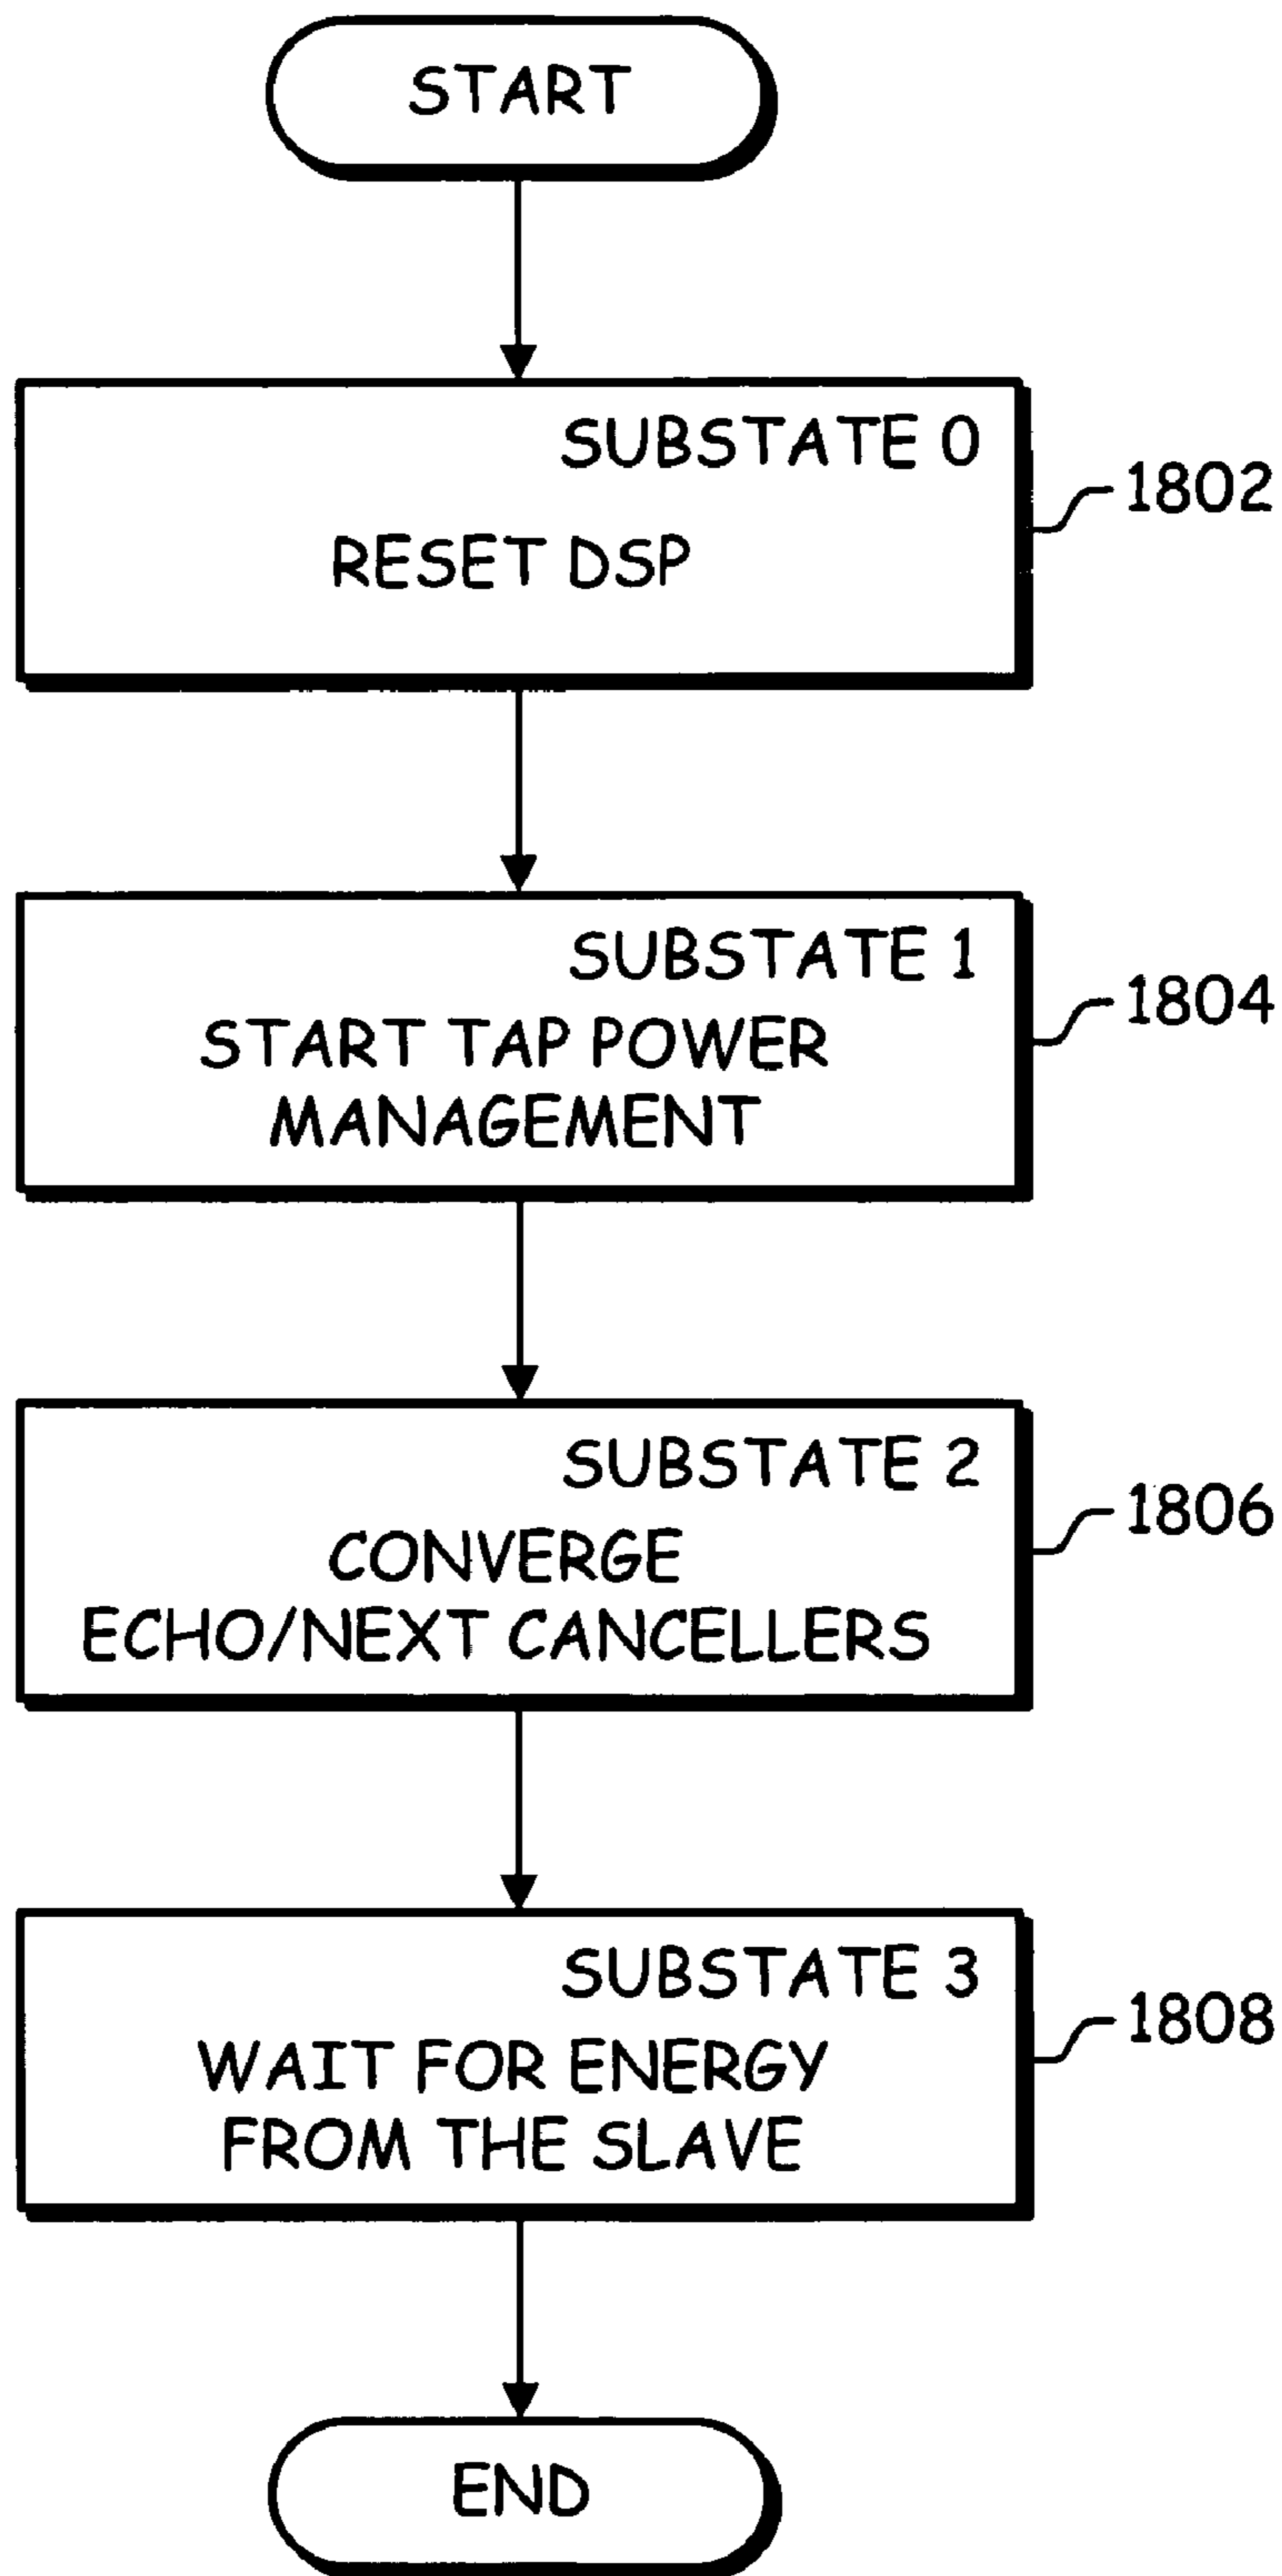 START
SUBSTATE 0
RESET DSP
1802
SUBSTATE 1
START TAP POWER
MANAGEMENT
1804
SUBSTATE 2
CONVERGE
ECHO/NEXT CANCELLERS
1806
SUBSTATE 3
WAIT FOR ENERGY
FROM THE SLAVE
1808
END